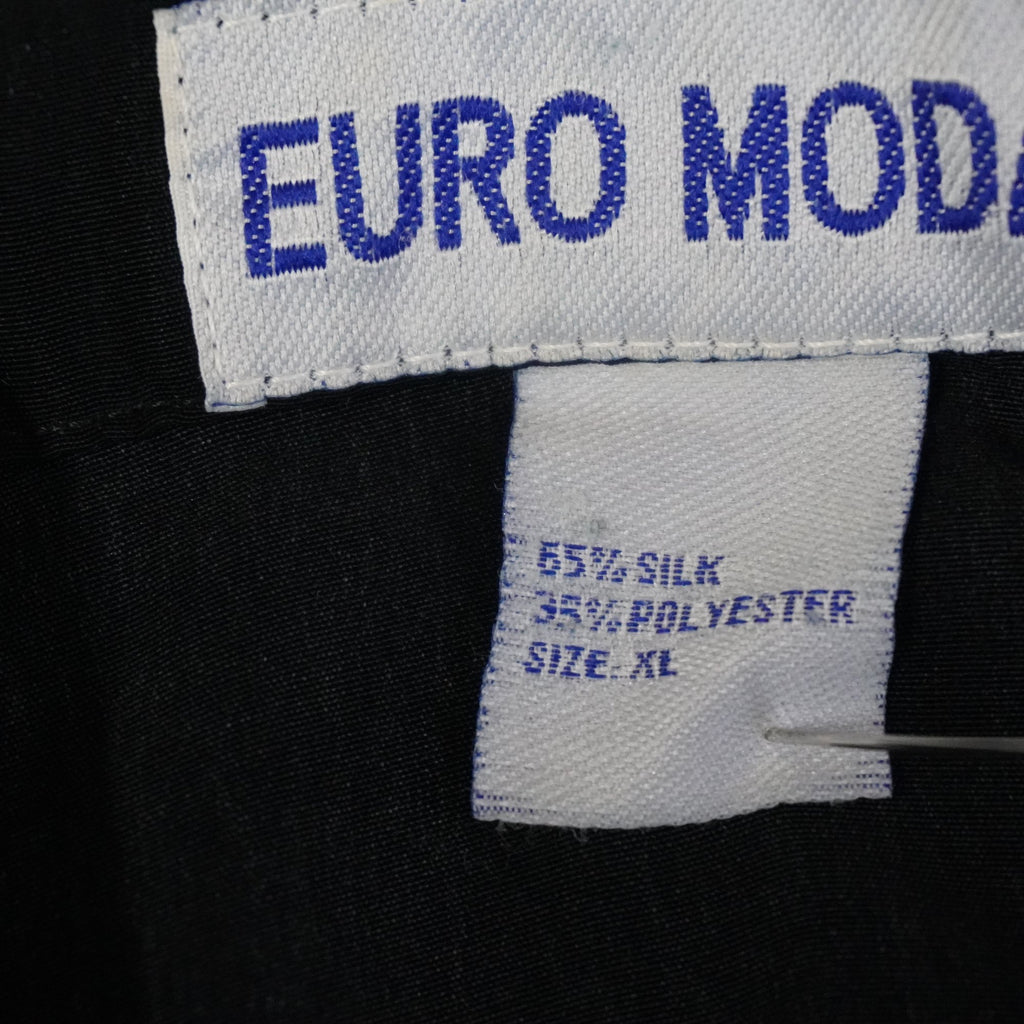 EURO MODA
65% SILK
35% POLYESTER
SIZE: XL